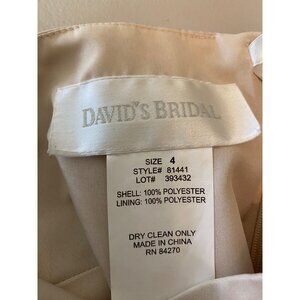 DAVID'S BRIDAL
SIZE 4
STYLE# 81441
LOT# 393432
SHELL: 100% POLYESTER
LINING: 100% POLYESTER
DRY CLEAN ONLY
MADE IN CHINA
RN 84270